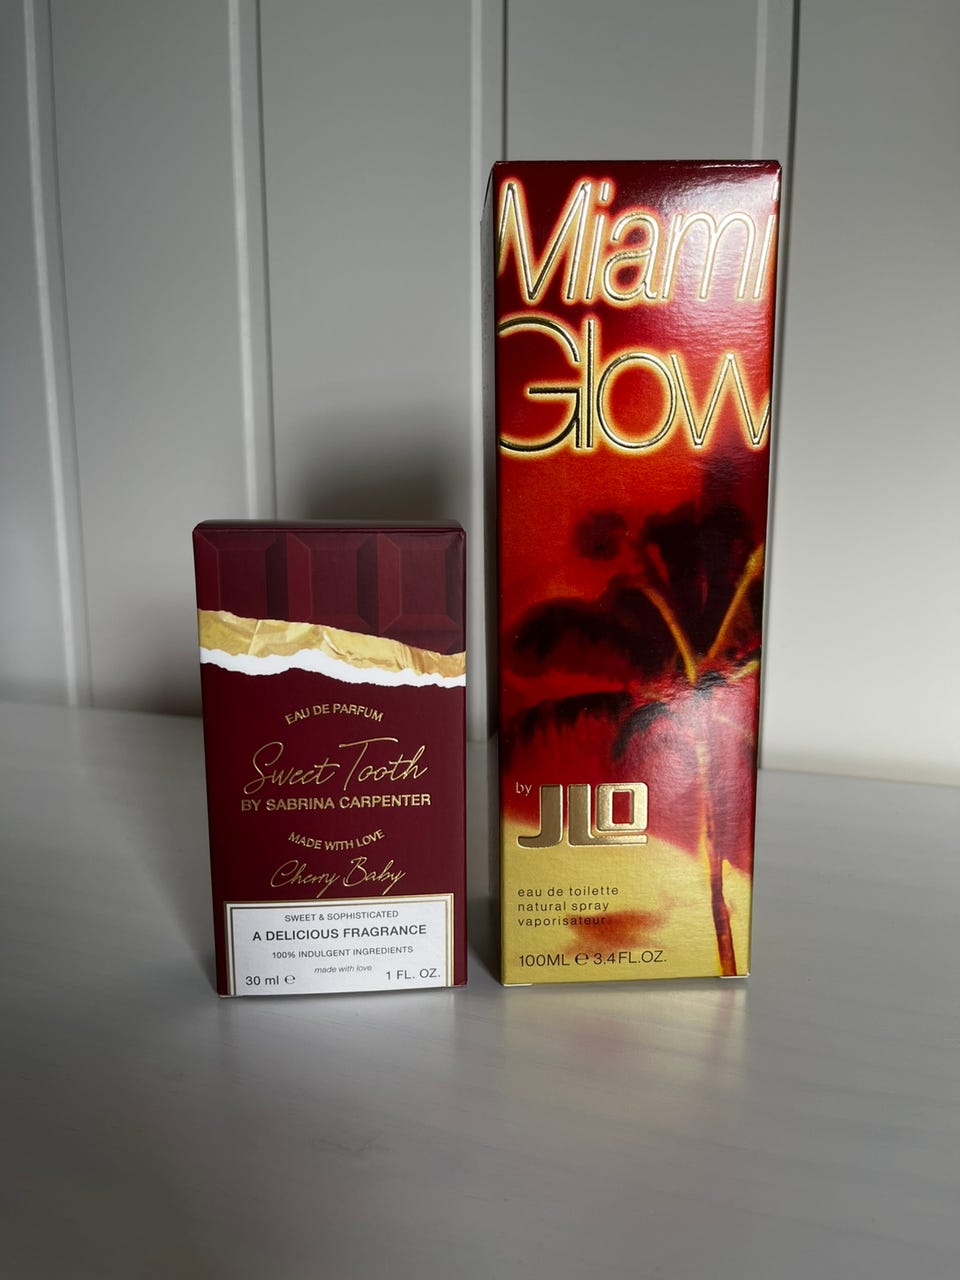 EAU DE PARFUM
Sweet Tooth
BY SABRINA CARPENTER
MADE WITH LOVE
Cherry Baby
SWEET & SOPHISTICATED
A DELICIOUS FRAGRANCE
100% INDULGENT INGREDIENTS
made with love
30 ml ℮ 1 FL. OZ.
Miami
Glow
by JLO
eau de toilette
natural spray
vaporisateur
100ML ℮ 3.4FL.OZ.